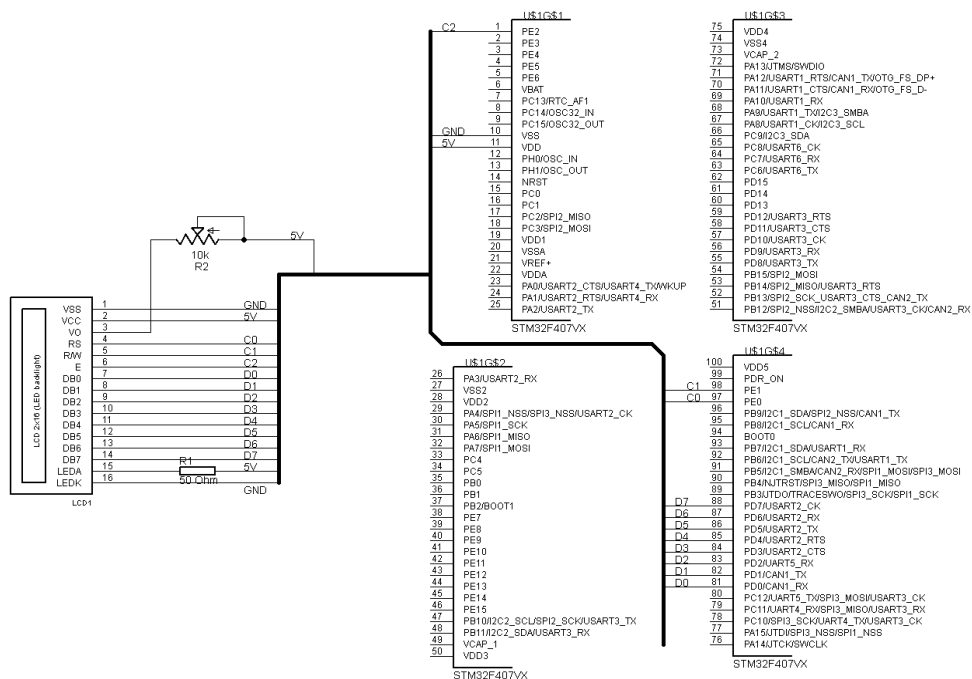 U$1G$1
C2
1 PE2
2 PE3
3 PE4
4 PE5
5 PE6
6 VBAT
7 PC13/RTC_AF1
8 PC14/OSC32_IN
9 PC15/OSC32_OUT
GND 10 VSS
5V 11 VDD
12 PH0/OSC_IN
13 PH1/OSC_OUT
14 NRST
15 PC0
16 PC1
17 PC2/SPI2_MISO
18 PC3/SPI2_MOSI
19 VDD1
20 VSSA
21 VREF+
22 VDDA
23 PA0/USART2_CTS/UART4_TX/WKUP
24 PA1/USART2_RTS/UART4_RX
25 PA2/USART2_TX
STM32F407VX
U$1G$3
75 VDD4
74 VSS4
73 VCAP_2
72 PA13/JTMS/SWDIO
71 PA12/USART1_RTS/CAN1_TX/OTG_FS_DP+
70 PA11/USART1_CTS/CAN1_RX/OTG_FS_D-
69 PA10/USART1_RX
68 PA9/USART1_TX/I2C3_SMBA
67 PA8/USART1_CK/I2C3_SCL
66 PC9/I2C3_SDA
65 PC8/USART6_CK
64 PC7/USART6_RX
63 PC6/USART6_TX
62 PD15
61 PD14
60 PD13
59 PD12/USART3_RTS
58 PD11/USART3_CTS
57 PD10/USART3_CK
56 PD9/USART3_RX
55 PD8/USART3_TX
54 PB15/SPI2_MOSI
53 PB14/SPI2_MISO/USART3_RTS
52 PB13/SPI2_SCK_USART3_CTS_CAN2_TX
51 PB12/SPI2_NSS/I2C2_SMBA/USART3_CK/CAN2_RX
STM32F407VX
5V
10k
R2
LCD 2x16 (LED backlight)
VSS 1 GND
VCC 2 5V
VO 3
RS 4 C0
R/W 5 C1
E 6 C2
DB0 7 D0
DB1 8 D1
DB2 9 D2
DB3 10 D3
DB4 11 D4
DB5 12 D5
DB6 13 D6
DB7 14 D7
LEDA 15 R1 5V
50 Ohm
LEDK 16 GND
LCD1
U$1G$2
26 PA3/USART2_RX
27 VSS2
28 VDD2
29 PA4/SPI1_NSS/SPI3_NSS/USART2_CK
30 PA5/SPI1_SCK
31 PA6/SPI1_MISO
32 PA7/SPI1_MOSI
33 PC4
34 PC5
35 PB0
36 PB1
37 PB2/BOOT1
38 PE7
39 PE8
40 PE9
41 PE10
42 PE11
43 PE12
44 PE13
45 PE14
46 PE15
47 PB10/I2C2_SCL/SPI2_SCK/USART3_TX
48 PB11/I2C2_SDA/USART3_RX
49 VCAP_1
50 VDD3
STM32F407VX
U$1G$4
100 VDD5
99 PDR_ON
C1 98 PE1
C0 97 PE0
96 PB9/I2C1_SDA/SPI2_NSS/CAN1_TX
95 PB8/I2C1_SCL/CAN1_RX
94 BOOT0
93 PB7/I2C1_SDA/USART1_RX
92 PB6/I2C1_SCL/CAN2_TX/USART1_TX
91 PB5/I2C1_SMBA/CAN2_RX/SPI1_MOSI/SPI3_MOSI
90 PB4/NJTRST/SPI3_MISO/SPI1_MISO
89 PB3/JTDO/TRACESWO/SPI3_SCK/SPI1_SCK
D7 88 PD7/USART2_CK
D6 87 PD6/USART2_RX
D5 86 PD5/USART2_TX
D4 85 PD4/USART2_RTS
D3 84 PD3/USART2_CTS
D2 83 PD2/UART5_RX
D1 82 PD1/CAN1_TX
D0 81 PD0/CAN1_RX
80 PC12/UART5_TX/SPI3_MOSI/USART3_CK
79 PC11/UART4_RX/SPI3_MISO/USART3_RX
78 PC10/SPI3_SCK/UART4_TX/USART3_CK
77 PA15/JTDI/SPI3_NSS/SPI1_NSS
76 PA14/JTCK/SWCLK
STM32F407VX